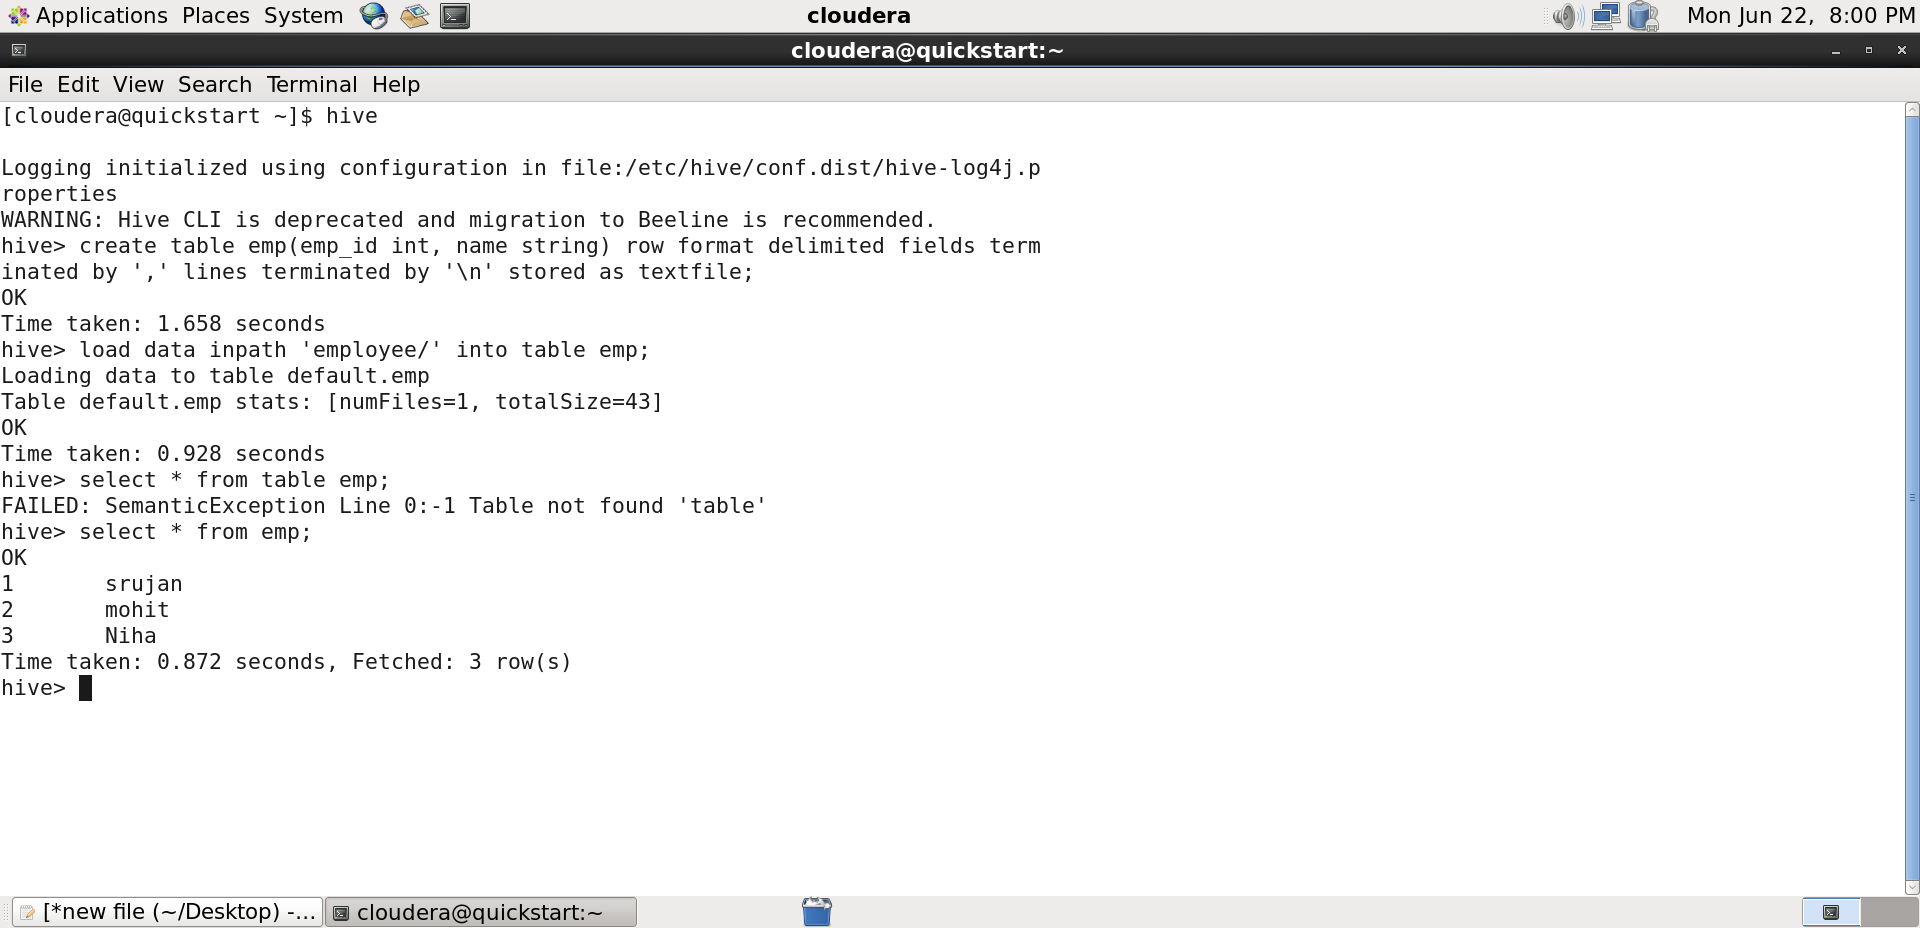 Applications Places System cloudera Mon Jun 22, 8:00 PM
cloudera@quickstart:~
File Edit View Search Terminal Help
[cloudera@quickstart ~]$ hive
Logging initialized using configuration in file:/etc/hive/conf.dist/hive-log4j.p
roperties
WARNING: Hive CLI is deprecated and migration to Beeline is recommended.
hive> create table emp(emp_id int, name string) row format delimited fields term
inated by ',' lines terminated by '\n' stored as textfile;
OK
Time taken: 1.658 seconds
hive> load data inpath 'employee/' into table emp;
Loading data to table default.emp
Table default.emp stats: [numFiles=1, totalSize=43]
OK
Time taken: 0.928 seconds
hive> select * from table emp;
FAILED: SemanticException Line 0:-1 Table not found 'table'
hive> select * from emp;
OK
1       srujan
2       mohit
3       Niha
Time taken: 0.872 seconds, Fetched: 3 row(s)
hive>
[*new file (~/Desktop) -... cloudera@quickstart:~